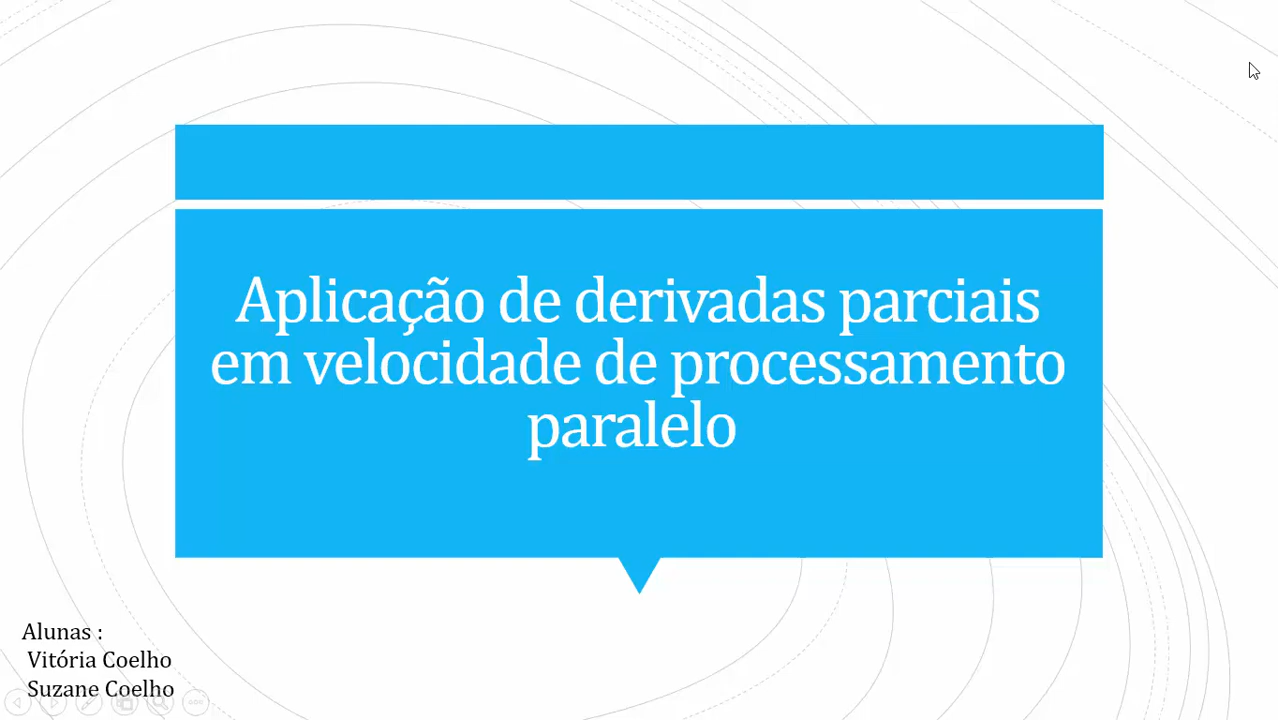 Aplicação de derivadas parciais
em velocidade de processamento
paralelo
Alunas :
Vitória Coelho
Suzane Coelho